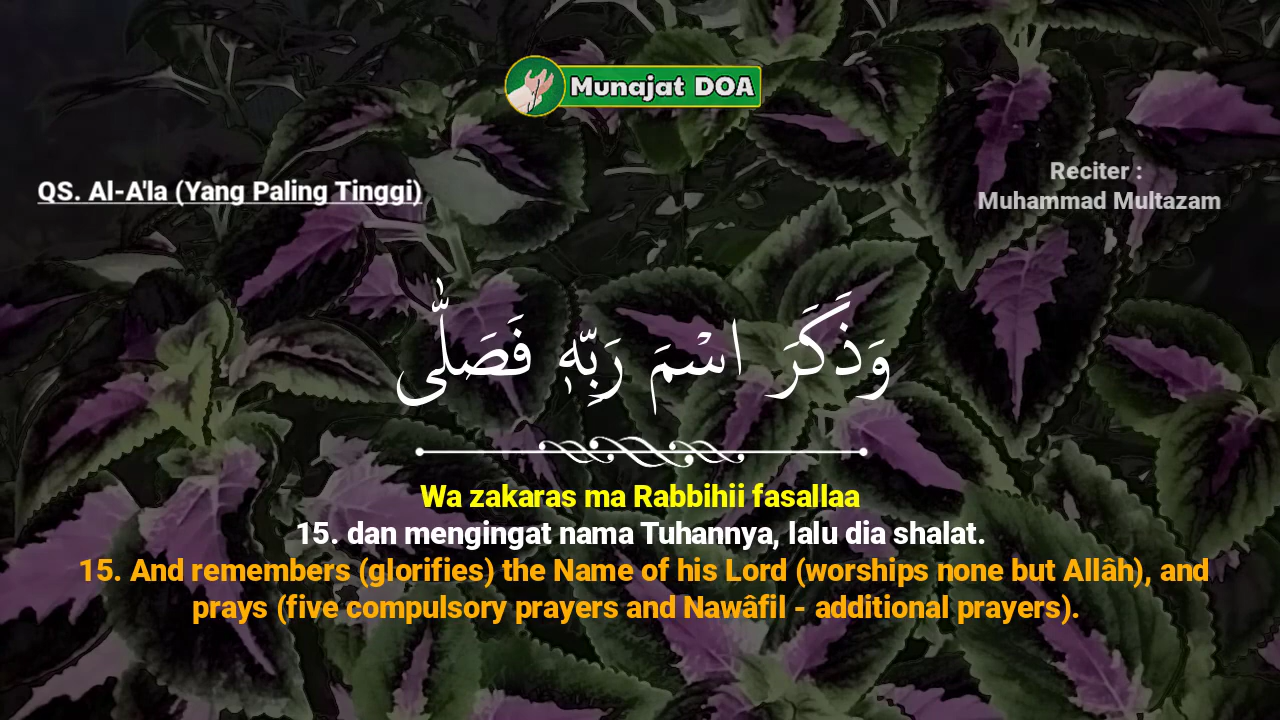 Munajat DOA
QS. Al-A'la (Yang Paling Tinggi)
Reciter :
Muhammad Multazam
وَذَكَرَ اسْمَ رَبِّهٖ فَصَلّٰى
Wa zakaras ma Rabbihii fasallaa
15. dan mengingat nama Tuhannya, lalu dia shalat.
15. And remembers (glorifies) the Name of his Lord (worships none but Allâh), and
prays (five compulsory prayers and Nawâfil - additional prayers).